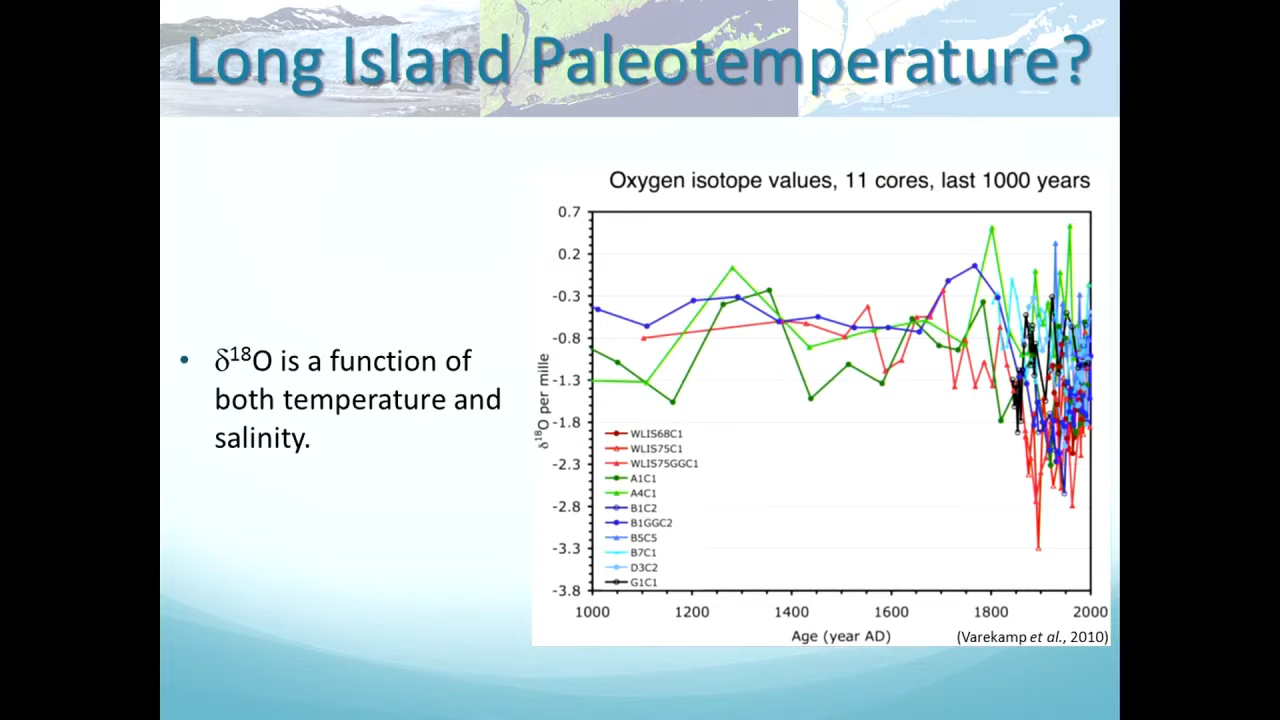 Long Island Paleotemperature?
• δ¹⁸O is a function of
both temperature and
salinity.
Oxygen isotope values, 11 cores, last 1000 years
δ¹⁸O per mille
0.7
0.2
-0.3
-0.8
-1.3
-1.8
-2.3
-2.8
-3.3
-3.8
WLIS68C1
WLIS75C1
WLIS75GGC1
A1C1
A4C1
B1C2
B1GGC2
B5C5
B7C1
D3C2
G1C1
1000 1200 1400 1600 1800 2000
Age (year AD)
(Varekamp et al., 2010)